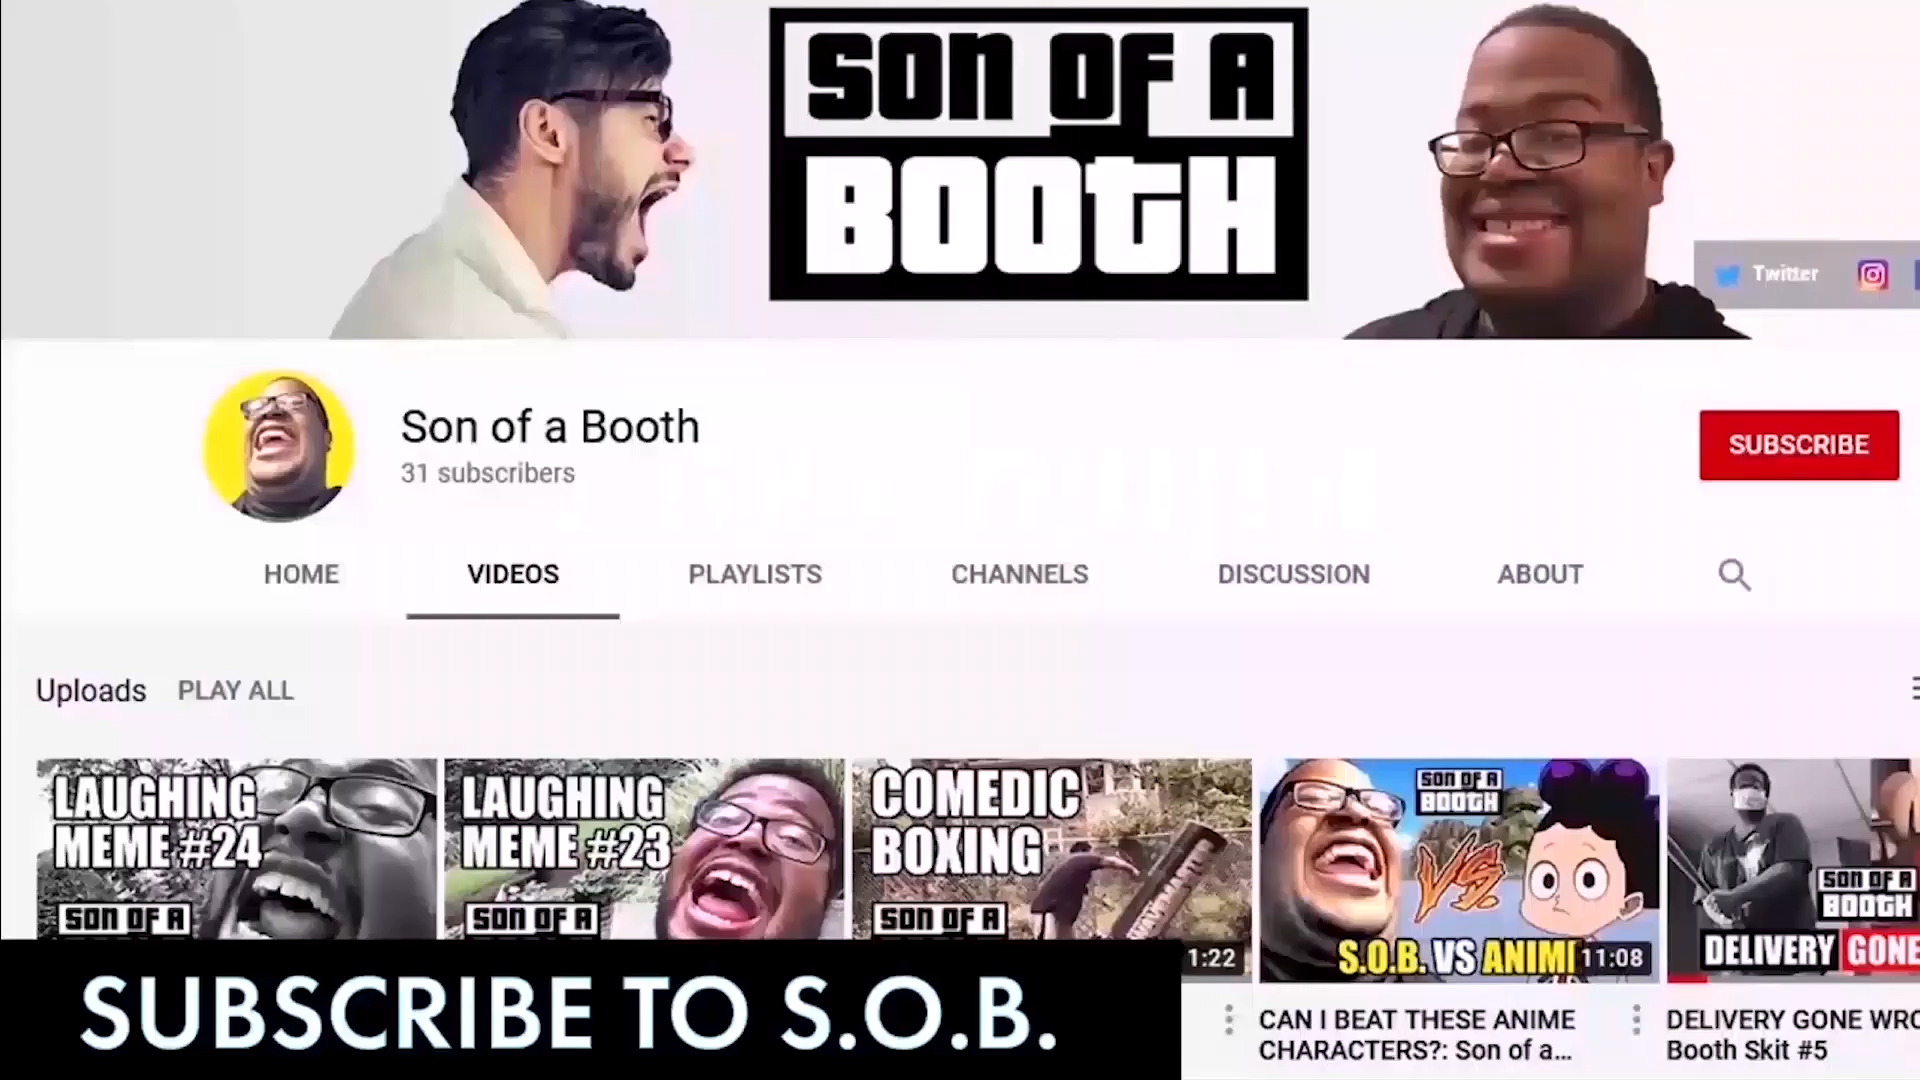 SON OF A
BOOTH
Twitter
Son of a Booth
31 subscribers
SUBSCRIBE
HOME
VIDEOS
PLAYLISTS
CHANNELS
DISCUSSION
ABOUT
Uploads
PLAY ALL
LAUGHING
MEME #24
SON OF A
LAUGHING
MEME #23
SON OF A
COMEDIC
BOXING
SON OF A
1:22
SON OF A
BOOTH
VS.
S.O.B. VS ANIM
11:08
SON OF A
BOOTH
DELIVERY GONE
SUBSCRIBE TO S.O.B.
CAN I BEAT THESE ANIME
CHARACTERS?: Son of a...
DELIVERY GONE WRO
Booth Skit #5